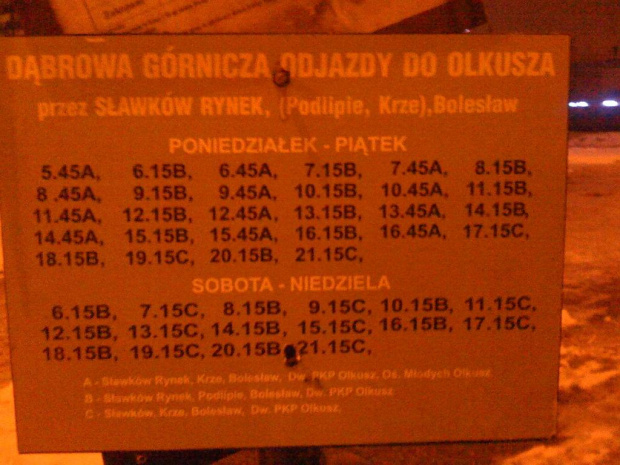 DĄBROWA GÓRNICZA ODJAZDY DO OLKUSZA
przez SŁAWKÓW RYNEK, (Podlipie, Krze),Bolesław
PONIEDZIAŁEK - PIĄTEK
5.45A, 6.15B, 6.45A, 7.15B, 7.45A, 8.15B,
8.45A, 9.15B, 9.45A, 10.15B, 10.45A, 11.15B,
11.45A, 12.15B, 12.45A, 13.15B, 13.45A, 14.15B,
14.45A, 15.15B, 15.45A, 16.15B, 16.45A, 17.15C,
18.15B, 19.15C, 20.15B, 21.15C,
SOBOTA - NIEDZIELA
6.15B, 7.15C, 8.15B, 9.15C, 10.15B, 11.15C,
12.15B, 13.15C, 14.15B, 15.15C, 16.15B, 17.15C,
18.15B, 19.15C, 20.15B, 21.15C,
A - Sławków Rynek, Krze, Bolesław, Dw. PKP Olkusz, Oś. Młodych Olkusz
B - Sławków Rynek, Podlipie, Bolesław, Dw. PKP Olkusz
C - Sławków, Krze, Bolesław, Dw. PKP Olkusz,